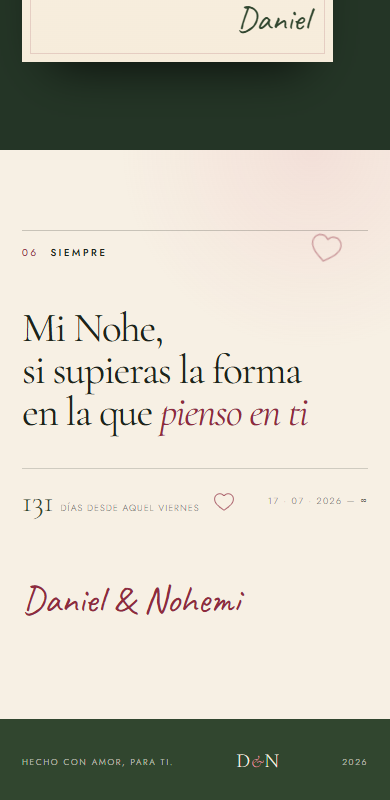 Daniel
06 SIEMPRE
Mi Nohe,
si supieras la forma
en la que pienso en ti
131 DÍAS DESDE AQUEL VIERNES
17 · 07 · 2026 — ∞
Daniel & Nohemi
HECHO CON AMOR, PARA TI.
D&N
2026